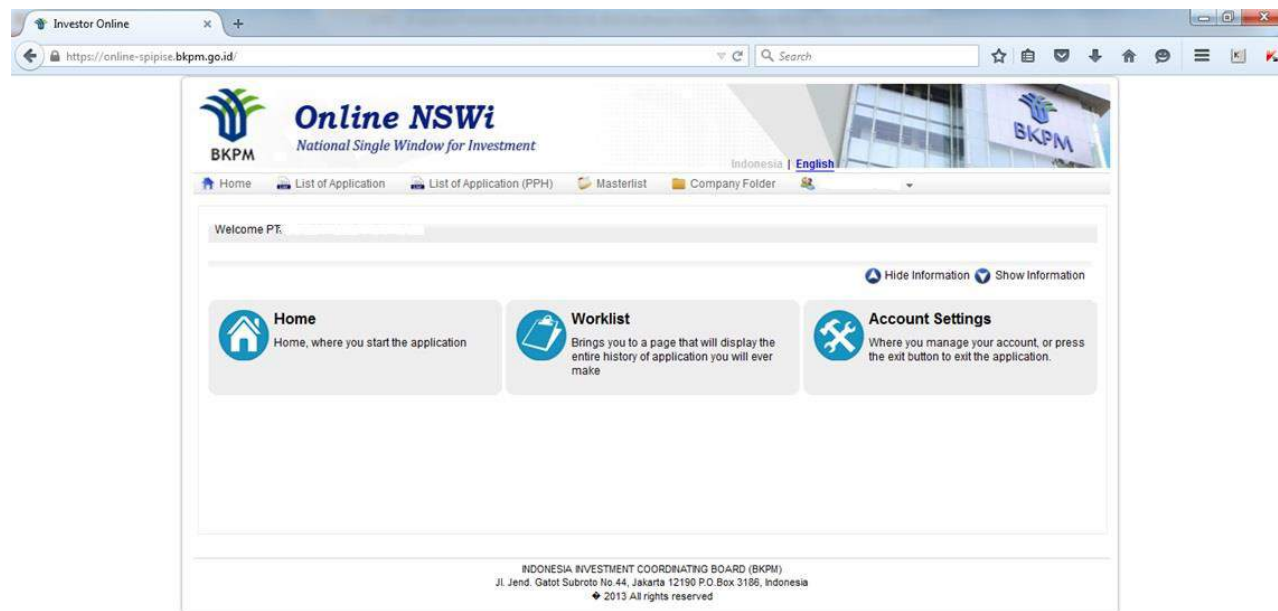 Investor Online
https://online-spipise.bkpm.go.id/
Search
BKPM
Online NSWi
National Single Window for Investment
Indonesia | English
BKPM
Home
List of Application
List of Application (PPH)
Masterlist
Company Folder
Welcome PT.
Hide Information
Show Information
Home
Home, where you start the application
Worklist
Brings you to a page that will display the
entire history of application you will ever
make
Account Settings
Where you manage your account, or press
the exit button to exit the application.
INDONESIA INVESTMENT COORDINATING BOARD (BKPM)
Jl. Jend. Gatot Subroto No.44, Jakarta 12190 P.O.Box 3186, Indonesia
� 2013 All rights reserved